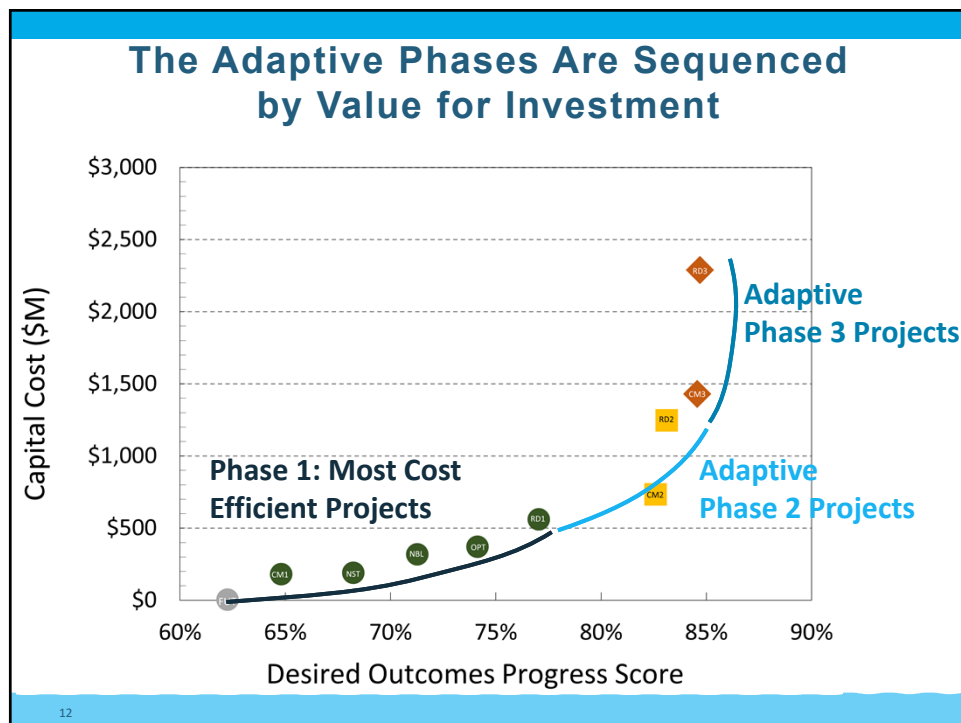 The Adaptive Phases Are Sequenced
by Value for Investment
$3,000
$2,500
$2,000
$1,500
$1,000
$500
$0
Capital Cost ($M)
RD3
Adaptive
Phase 3 Projects
CM3
RD2
Phase 1: Most Cost
Efficient Projects
Adaptive
Phase 2 Projects
CM2
RD1
OPT
NBL
NST
CM1
60%
65%
70%
75%
80%
85%
90%
Desired Outcomes Progress Score
12